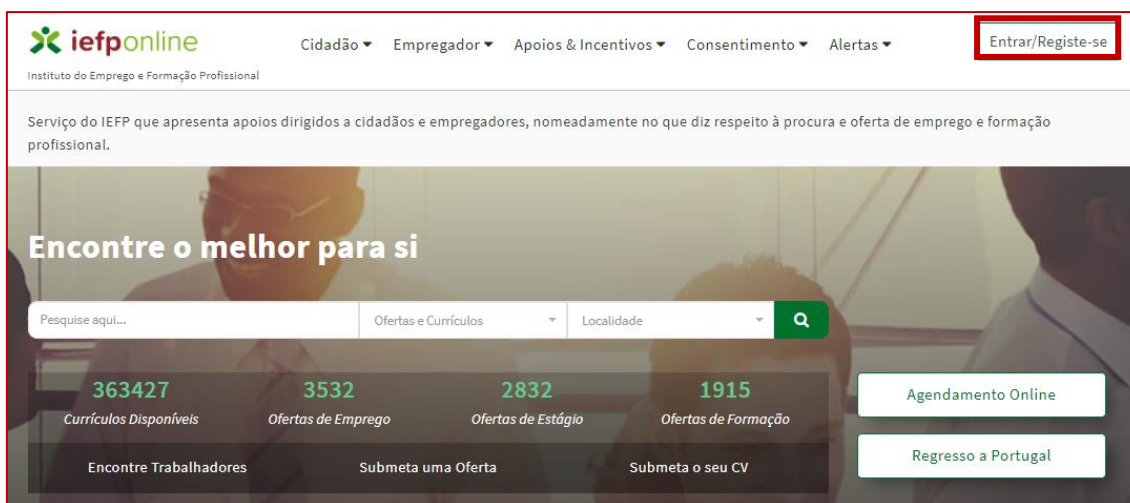 iefponline
Cidadão Empregador Apoios & Incentivos Consentimento Alertas Entrar/Registe-se
Instituto do Emprego e Formação Profissional
Serviço do IEFP que apresenta apoios dirigidos a cidadãos e empregadores, nomeadamente no que diz respeito à procura e oferta de emprego e formação
profissional.
Encontre o melhor para si
Pesquise aqui... Ofertas e Currículos Localidade
363427 3532 2832 1915
Currículos Disponíveis Ofertas de Emprego Ofertas de Estágio Ofertas de Formação
Agendamento Online
Encontre Trabalhadores Submeta uma Oferta Submeta o seu CV
Regresso a Portugal